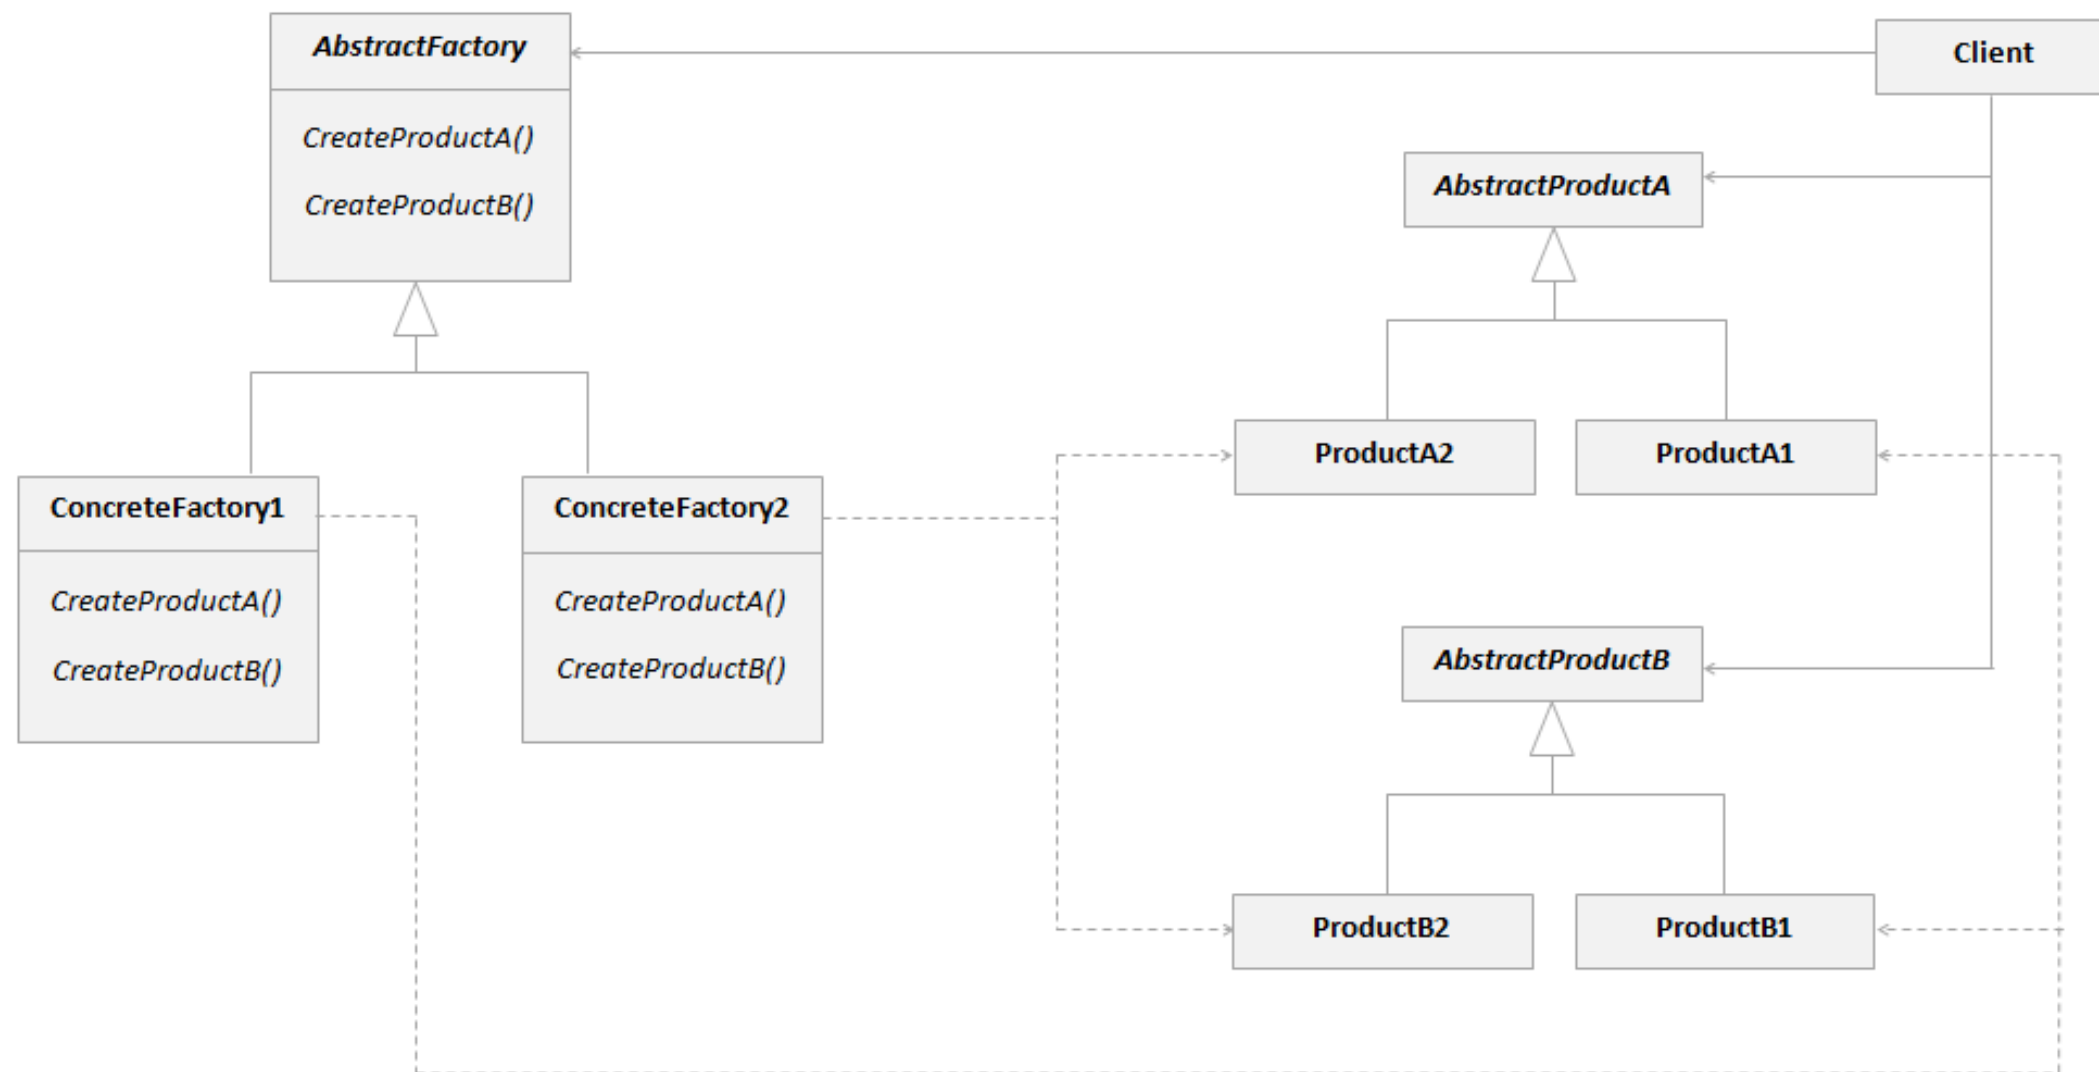 AbstractFactory
CreateProductA()
CreateProductB()
Client
AbstractProductA
ProductA2
ProductA1
ConcreteFactory1
CreateProductA()
CreateProductB()
ConcreteFactory2
CreateProductA()
CreateProductB()
AbstractProductB
ProductB2
ProductB1